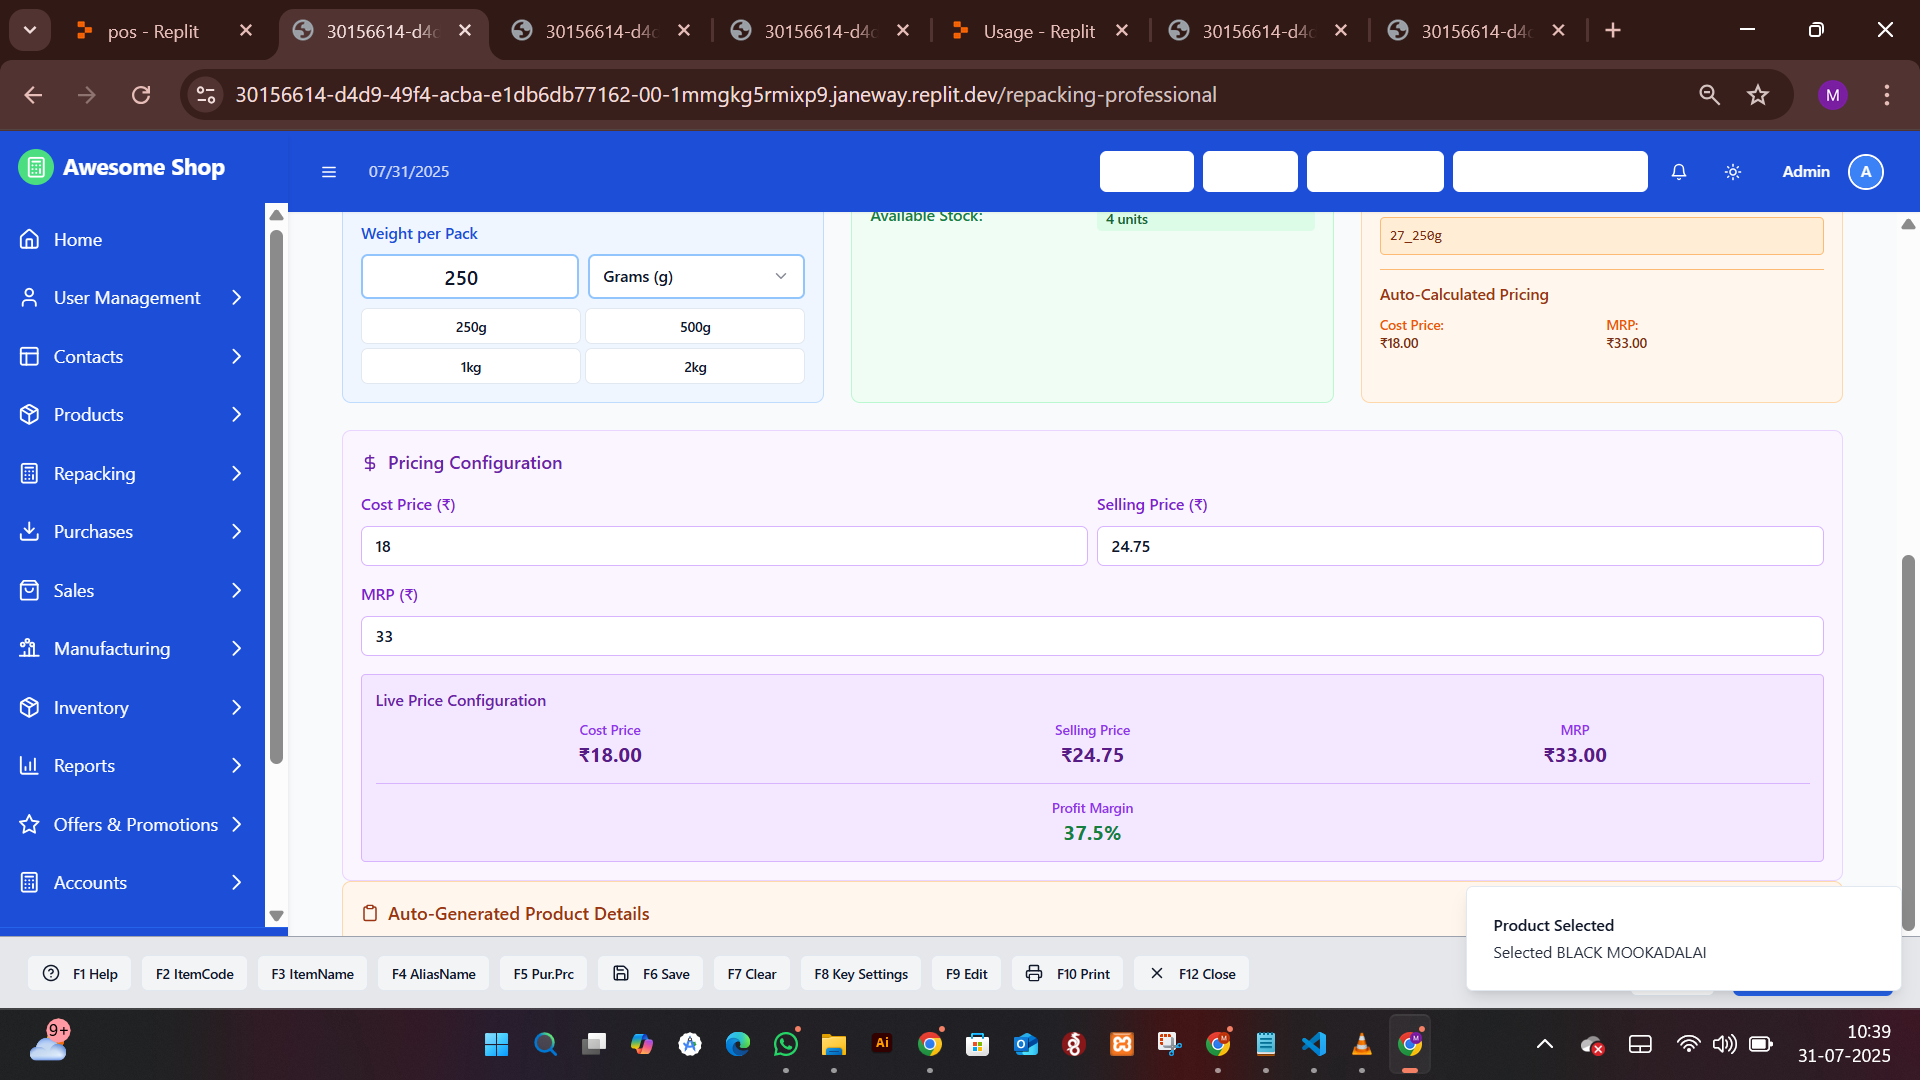 pos - Replit
30156614-d4d
30156614-d4d
30156614-d4d
Usage - Replit
30156614-d4d
30156614-d4d
30156614-d4d9-49f4-acba-e1db6db77162-00-1mmgkg5rmixp9.janeway.replit.dev/repacking-professional
M
Awesome Shop
07/31/2025
Admin
A
Home
User Management
Contacts
Products
Repacking
Purchases
Sales
Manufacturing
Inventory
Reports
Offers & Promotions
Accounts
Weight per Pack
250
Grams (g)
250g
500g
1kg
2kg
Available Stock:
4 units
27_250g
Auto-Calculated Pricing
Cost Price:
MRP:
₹18.00
₹33.00
Pricing Configuration
Cost Price (₹)
Selling Price (₹)
18
24.75
MRP (₹)
33
Live Price Configuration
Cost Price
Selling Price
MRP
₹18.00
₹24.75
₹33.00
Profit Margin
37.5%
Auto-Generated Product Details
Product Selected
Selected BLACK MOOKADALAI
F1 Help
F2 ItemCode
F3 ItemName
F4 AliasName
F5 Pur.Prc
F6 Save
F7 Clear
F8 Key Settings
F9 Edit
F10 Print
F12 Close
9+
Ai
10:39
31-07-2025